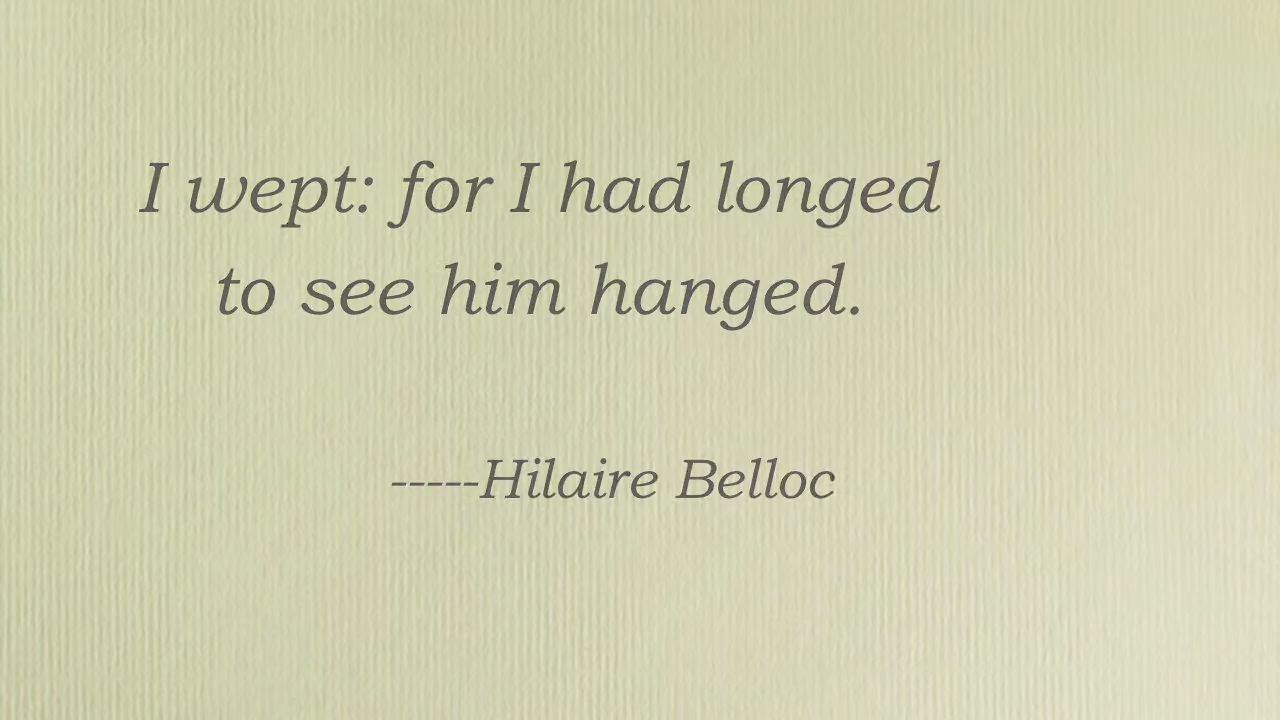 I wept: for I had longed
to see him hanged.
-----Hilaire Belloc